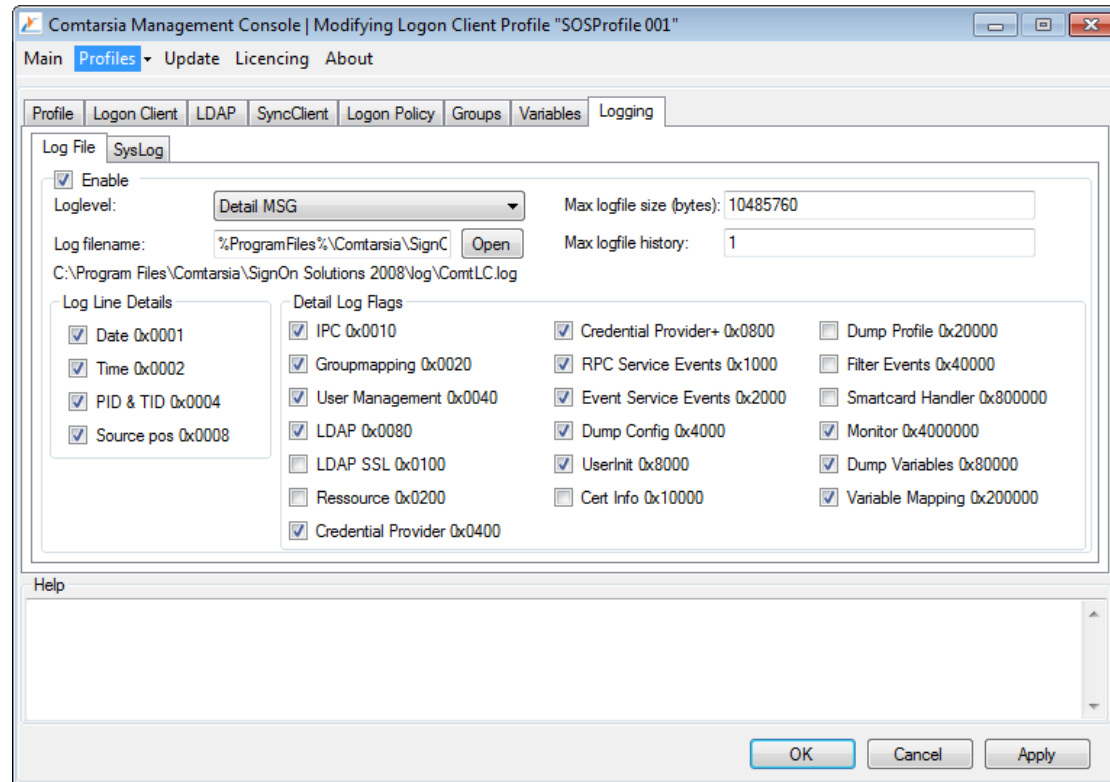 Comtarsia Management Console | Modifying Logon Client Profile "SOSProfile 001"
Main Profiles Update Licencing About
Profile Logon Client LDAP SyncClient Logon Policy Groups Variables Logging
Log File SysLog
Enable
Loglevel: Detail MSG Max logfile size (bytes): 10485760
Log filename: %ProgramFiles%\Comtarsia\SignC Open Max logfile history: 1
C:\Program Files\Comtarsia\SignOn Solutions 2008\log\ComtLC.log
Log Line Details
Date 0x0001
Time 0x0002
PID & TID 0x0004
Source pos 0x0008
Detail Log Flags
IPC 0x0010
Groupmapping 0x0020
User Management 0x0040
LDAP 0x0080
LDAP SSL 0x0100
Ressource 0x0200
Credential Provider 0x0400
Credential Provider+ 0x0800
RPC Service Events 0x1000
Event Service Events 0x2000
Dump Config 0x4000
UserInit 0x8000
Cert Info 0x10000
Dump Profile 0x20000
Filter Events 0x40000
Smartcard Handler 0x800000
Monitor 0x4000000
Dump Variables 0x80000
Variable Mapping 0x200000
Help
OK Cancel Apply